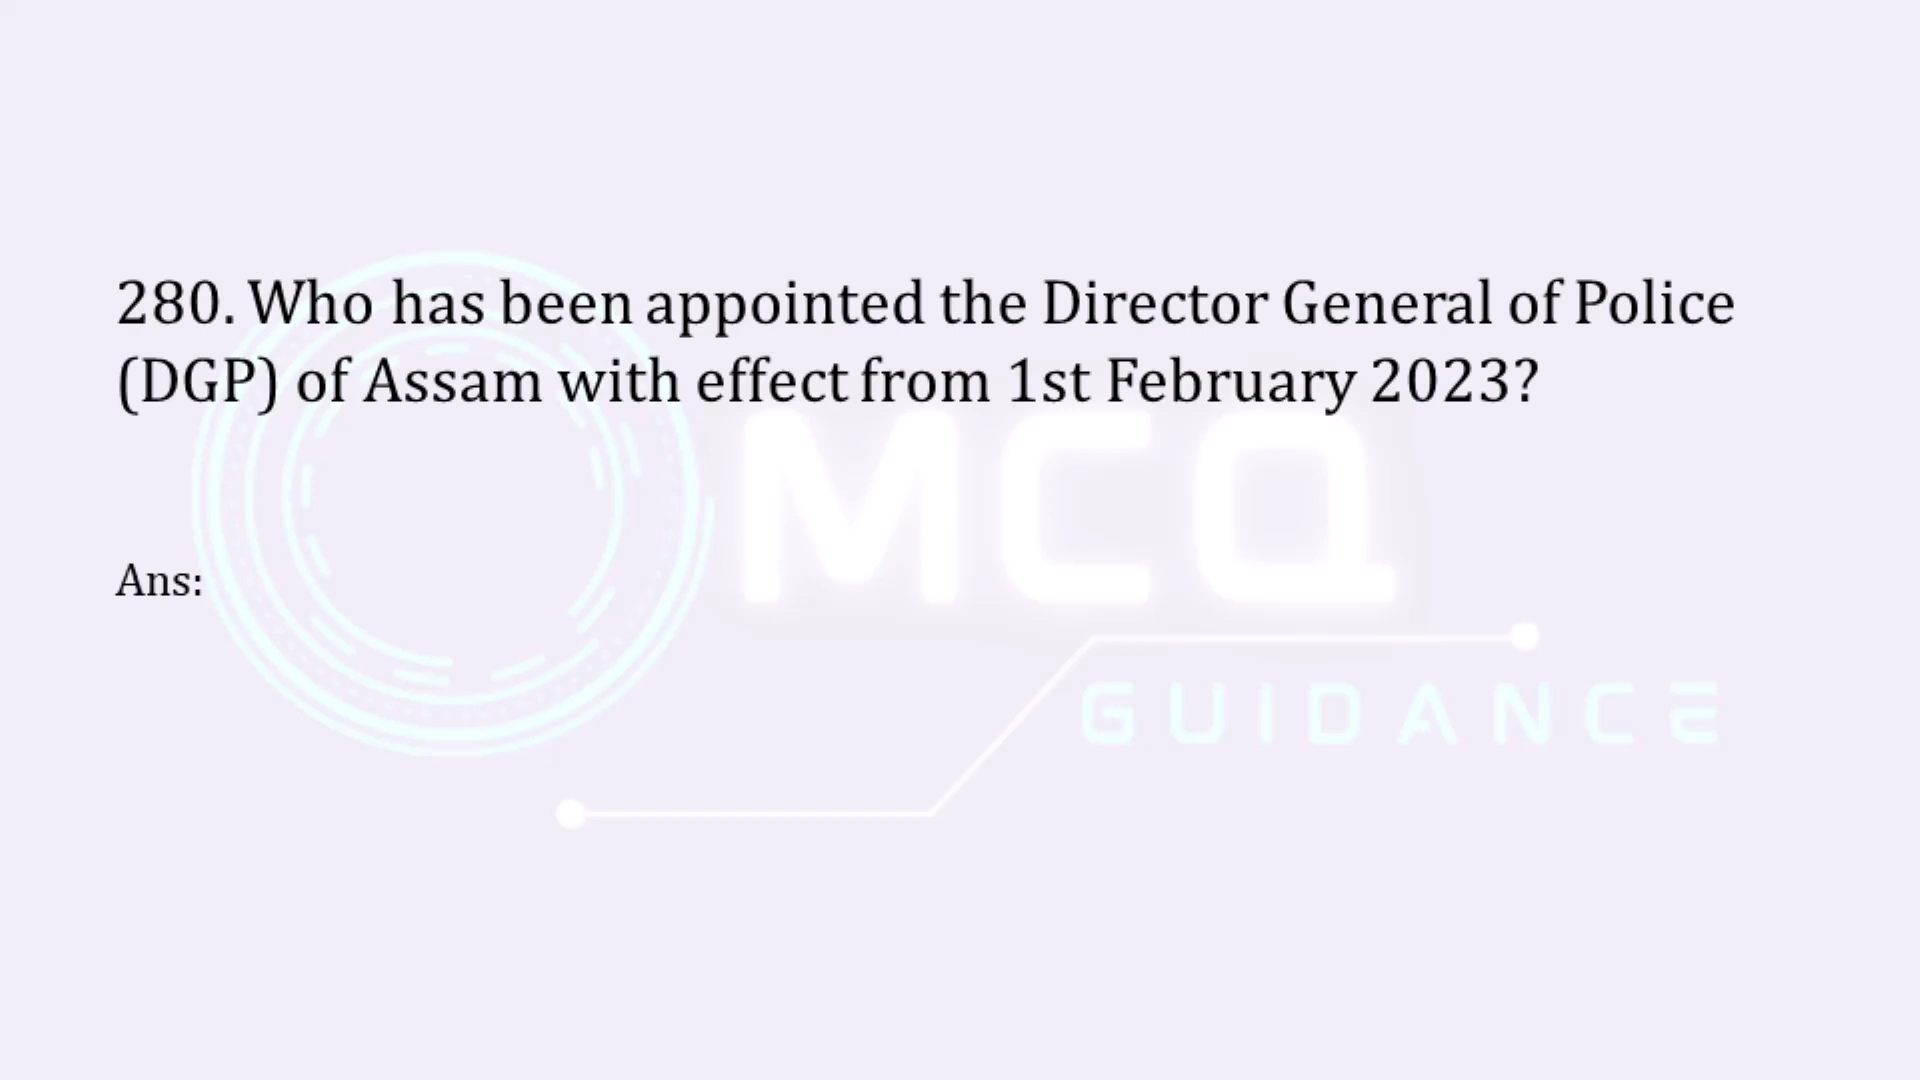 280. Who has been appointed the Director General of Police
(DGP) of Assam with effect from 1st February 2023?
MCQ
Ans:
GUIDANCE